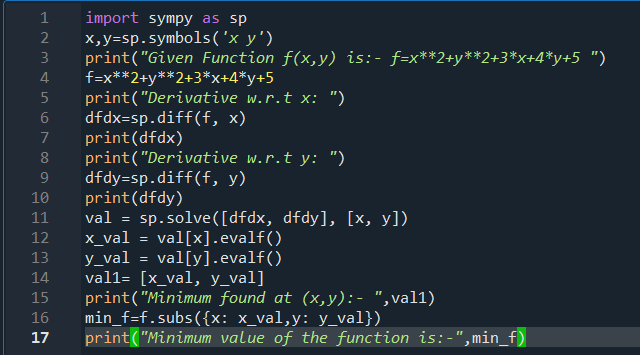 1 import sympy as sp
2 x,y=sp.symbols('x y')
3 print("Given Function f(x,y) is:- f=x**2+y**2+3*x+4*y+5 ")
4 f=x**2+y**2+3*x+4*y+5
5 print("Derivative w.r.t x: ")
6 dfdx=sp.diff(f, x)
7 print(dfdx)
8 print("Derivative w.r.t y: ")
9 dfdy=sp.diff(f, y)
10 print(dfdy)
11 val = sp.solve([dfdx, dfdy], [x, y])
12 x_val = val[x].evalf()
13 y_val = val[y].evalf()
14 val1= [x_val, y_val]
15 print("Minimum found at (x,y):- ",val1)
16 min_f=f.subs({x: x_val,y: y_val})
17 print("Minimum value of the function is:-",min_f)